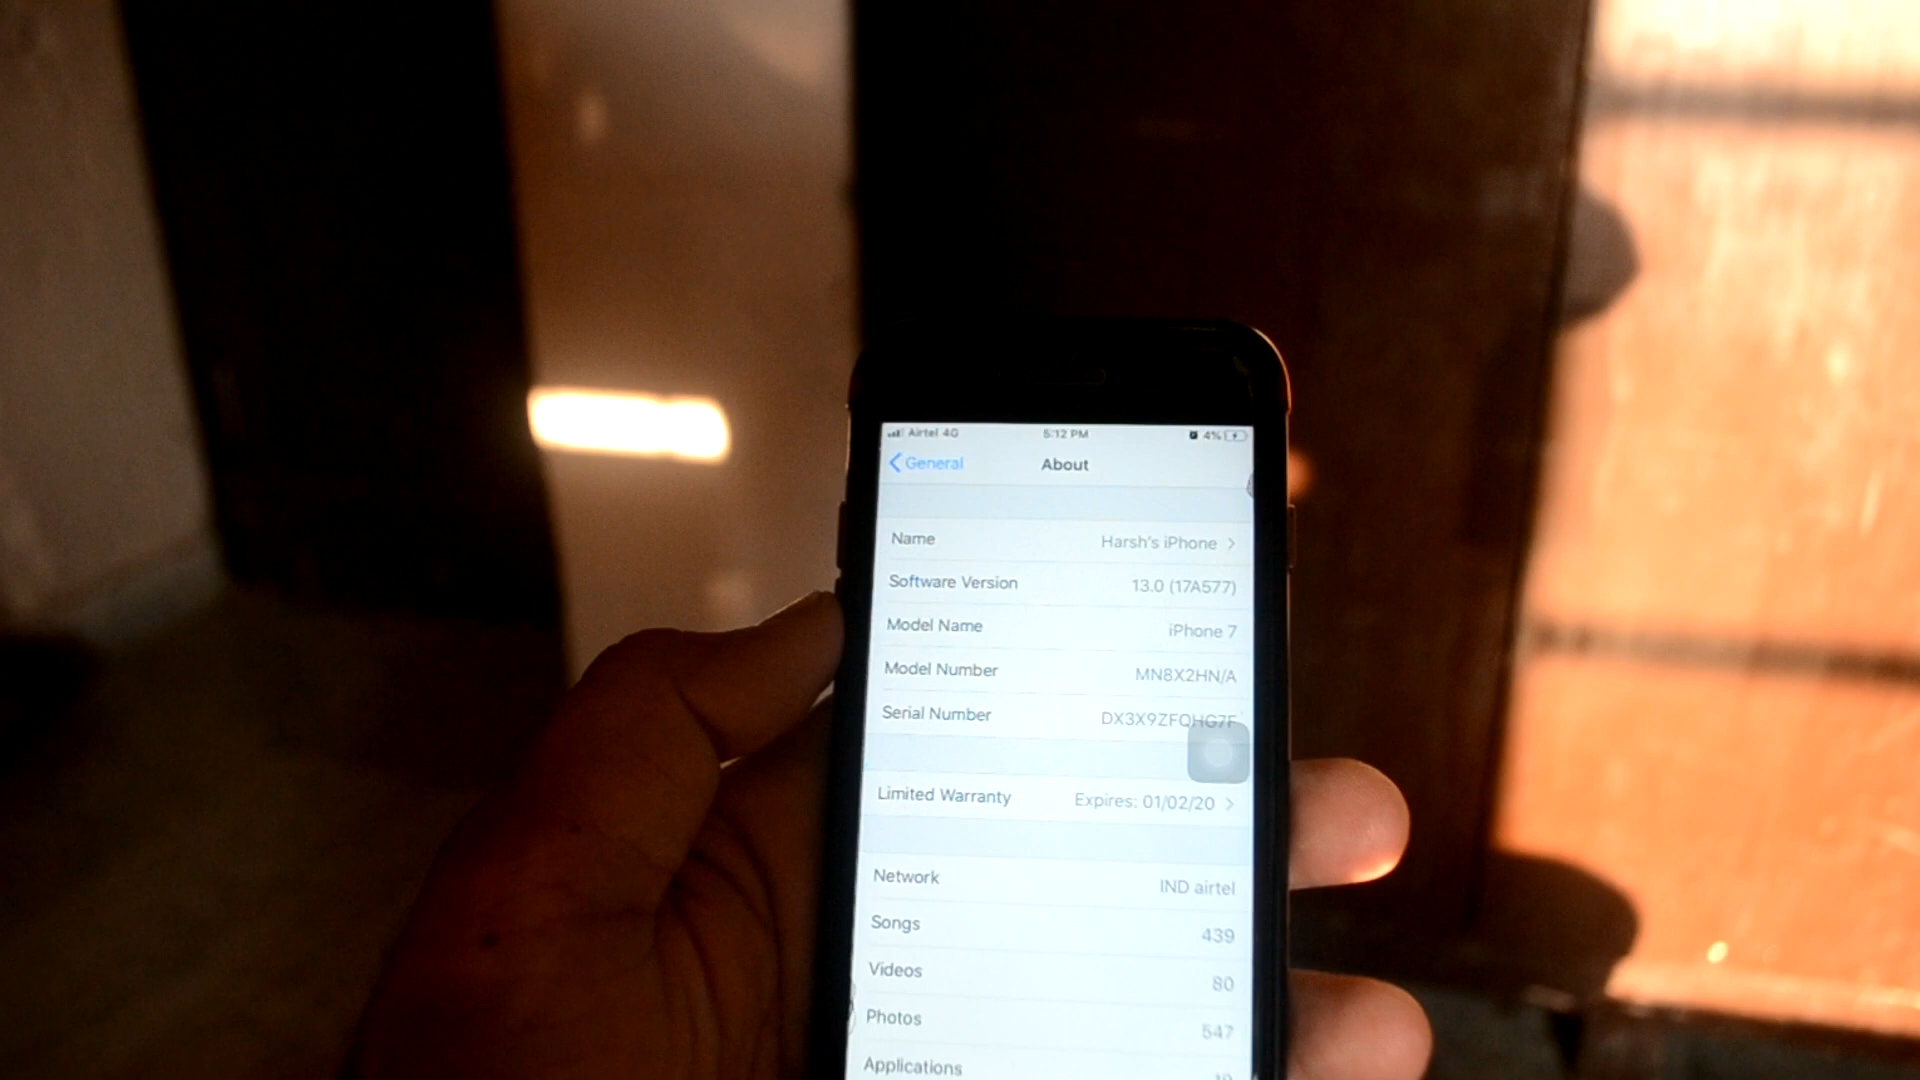 Airtel 4G 5:12 PM 4%
General About
Name Harsh's iPhone
Software Version 13.0 (17A577)
Model Name iPhone 7
Model Number MN8X2HN/A
Serial Number DX3X9ZFQHG7F
Limited Warranty Expires: 01/02/20
Network IND airtel
Songs 439
Videos 80
Photos 547
Applications